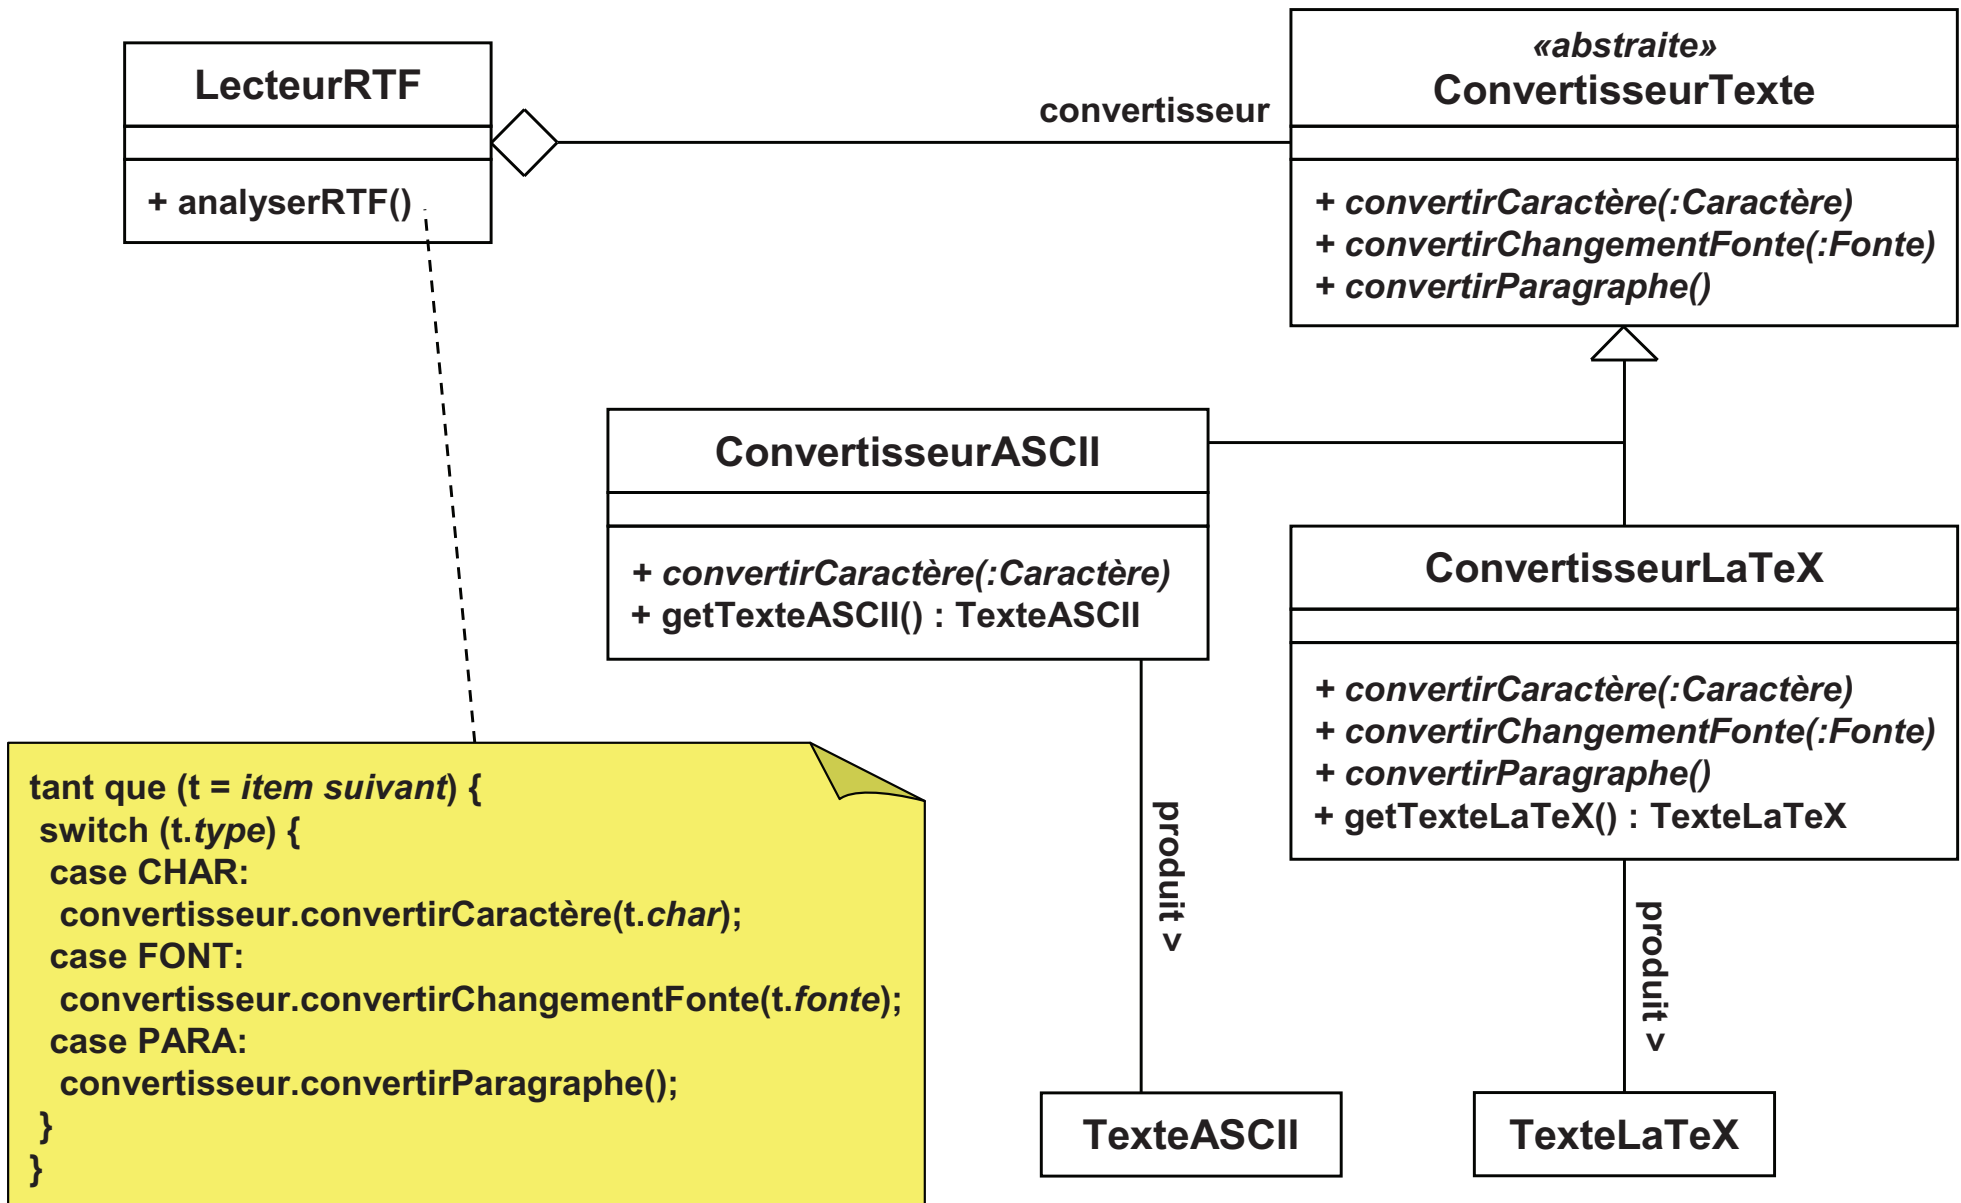 LecteurRTF
+ analyserRTF()
convertisseur
«abstraite»
ConvertisseurTexte
+ convertirCaractère(:Caractère)
+ convertirChangementFonte(:Fonte)
+ convertirParagraphe()
ConvertisseurASCII
+ convertirCaractère(:Caractère)
+ getTexteASCII() : TexteASCII
ConvertisseurLaTeX
+ convertirCaractère(:Caractère)
+ convertirChangementFonte(:Fonte)
+ convertirParagraphe()
+ getTexteLaTeX() : TexteLaTeX
tant que (t = item suivant) {
switch (t.type) {
case CHAR:
convertisseur.convertirCaractère(t.char);
case FONT:
convertisseur.convertirChangementFonte(t.fonte);
case PARA:
convertisseur.convertirParagraphe();
}
}
produit >
produit >
TexteASCII
TexteLaTeX